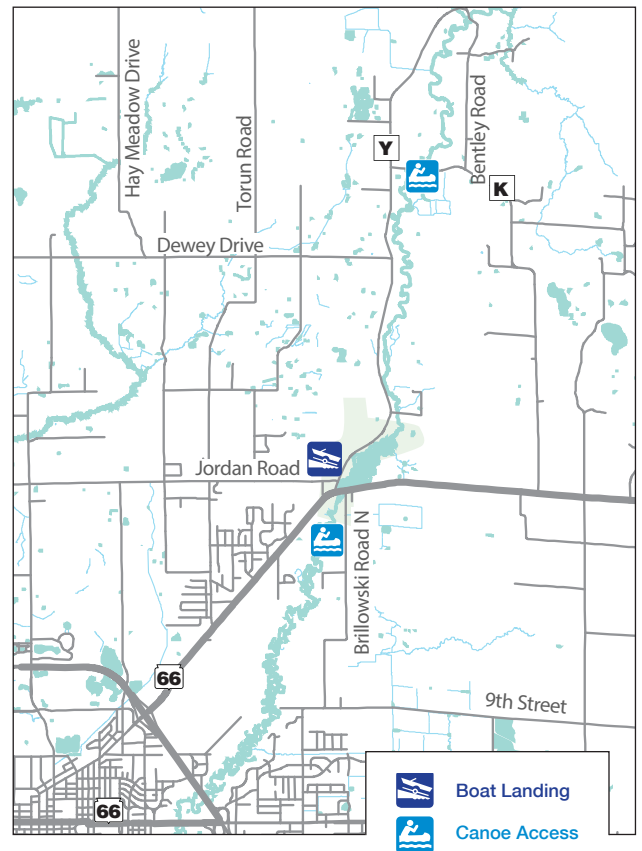 Hay Meadow Drive
Torun Road
Bentley Road
Y
K
Dewey Drive
Jordan Road
Brillowski Road N
66
9th Street
66
Boat Landing
Canoe Access